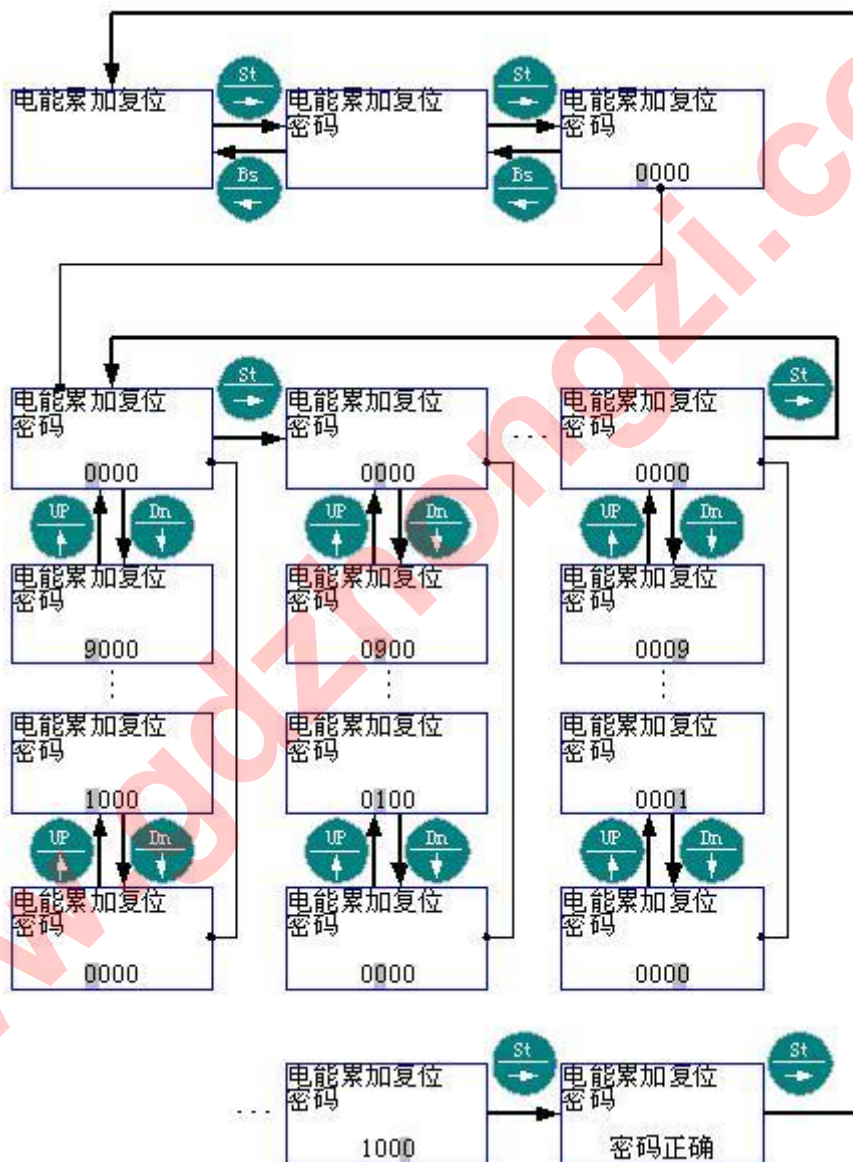 St St
电能累加复位 电能累加复位 电能累加复位
密码 密码
0000
Bs Bs
St St
电能累加复位 电能累加复位 电能累加复位
密码 密码 密码
0000 0000 0000
UP Dn UP Dn UP Dn
电能累加复位 电能累加复位 电能累加复位
密码 密码 密码
9000 0900 0009
电能累加复位 电能累加复位 电能累加复位
密码 密码 密码
1000 0100 0001
UP Dn UP Dn UP Dn
电能累加复位 电能累加复位 电能累加复位
密码 密码 密码
0000 0000 0000
St St
电能累加复位 电能累加复位
密码 密码
1000 密码正确
w.gdzhongzi.co